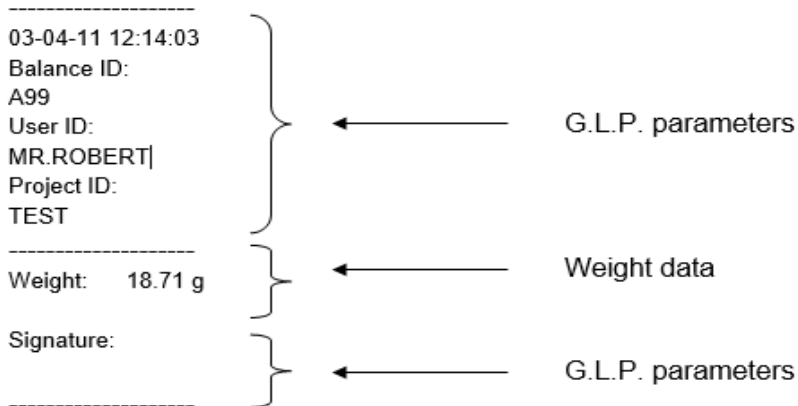 --------------------
03-04-11 12:14:03
Balance ID:
A99
User ID:
MR.ROBERT
Project ID:
TEST
G.L.P. parameters
--------------------
Weight: 18.71 g
Weight data
Signature:
G.L.P. parameters
--------------------